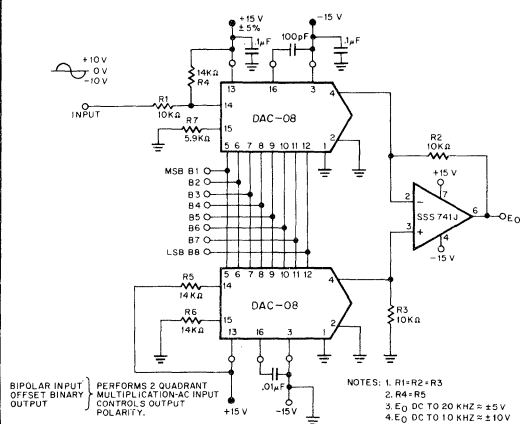 +15 V
± 5%
-15 V
.1µF
100pF
.1µF
+10 V
0 V
-10 V
14KΩ
R4
13
16
3
R1
10KΩ
INPUT
14
4
R7
5.9KΩ
15
DAC-08
2
1
5 6 7 8 9 10 11 12
R2
10KΩ
MSB B1
B2
B3
B4
B5
B6
B7
LSB B8
+15 V
7
2
-
SSS 741J
6
EO
3
+
4
-15 V
5 6 7 8 9 10 11 12
R5
14KΩ
14
4
R6
14KΩ
15
DAC-08
2
13
16
3
1
R3
10KΩ
.01µF
+15 V
-15V
BIPOLAR INPUT
OFFSET BINARY
OUTPUT
PERFORMS 2 QUADRANT
MULTIPLICATION-AC INPUT
CONTROLS OUTPUT
POLARITY.
NOTES: 1. R1=R2=R3
2. R4=R5
3. EO DC TO 20 KHZ ≈ ±5V
4. EO DC TO 10 KHZ ≈ ±10V